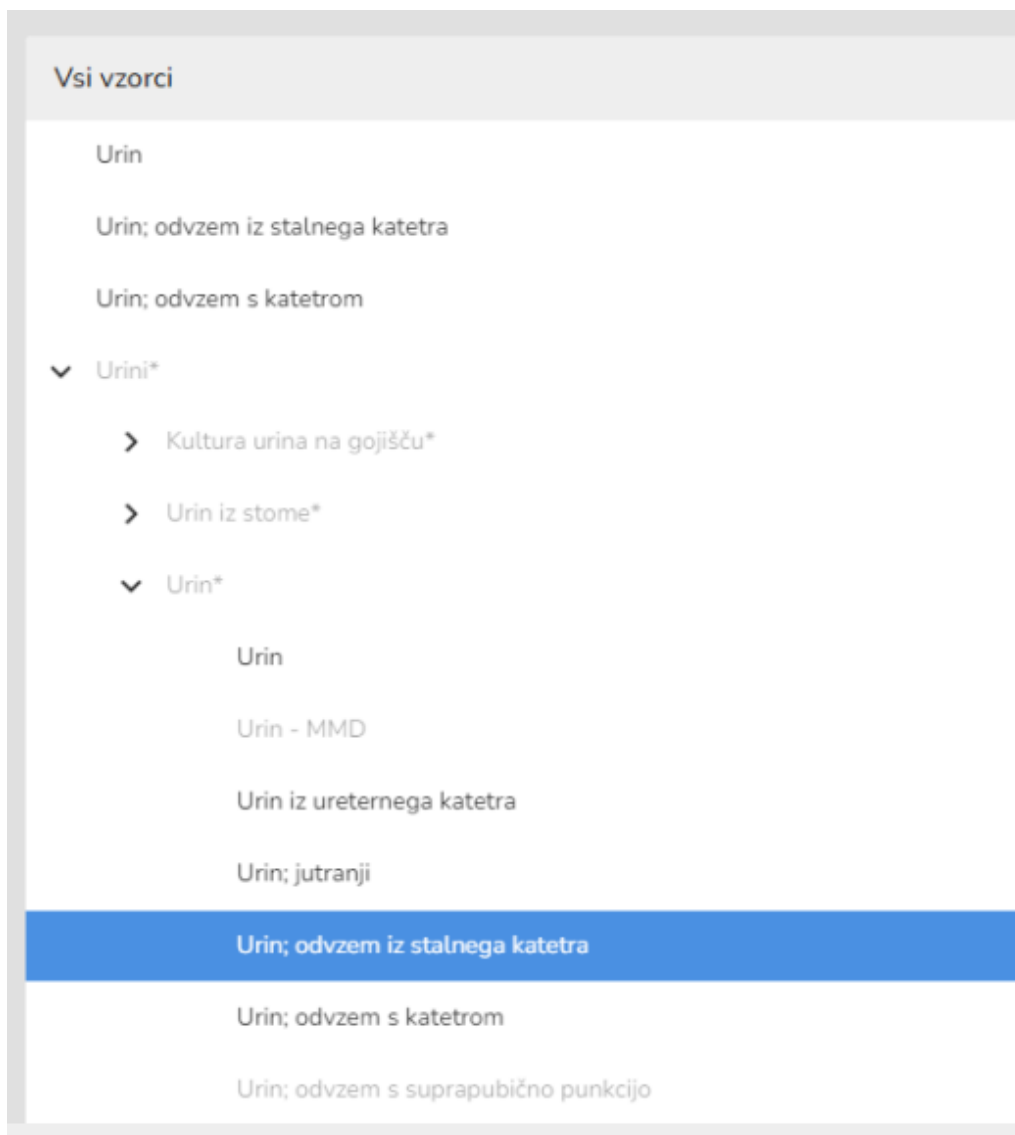 Vsi vzorci
Urin
Urin; odvzem iz stalnega katetra
Urin; odvzem s katetrom
Urini*
Kultura urina na gojišču*
Urin iz stome*
Urin*
Urin
Urin - MMD
Urin iz ureternega katetra
Urin; jutranji
Urin; odvzem iz stalnega katetra
Urin; odvzem s katetrom
Urin; odvzem s suprapubično punkcijo